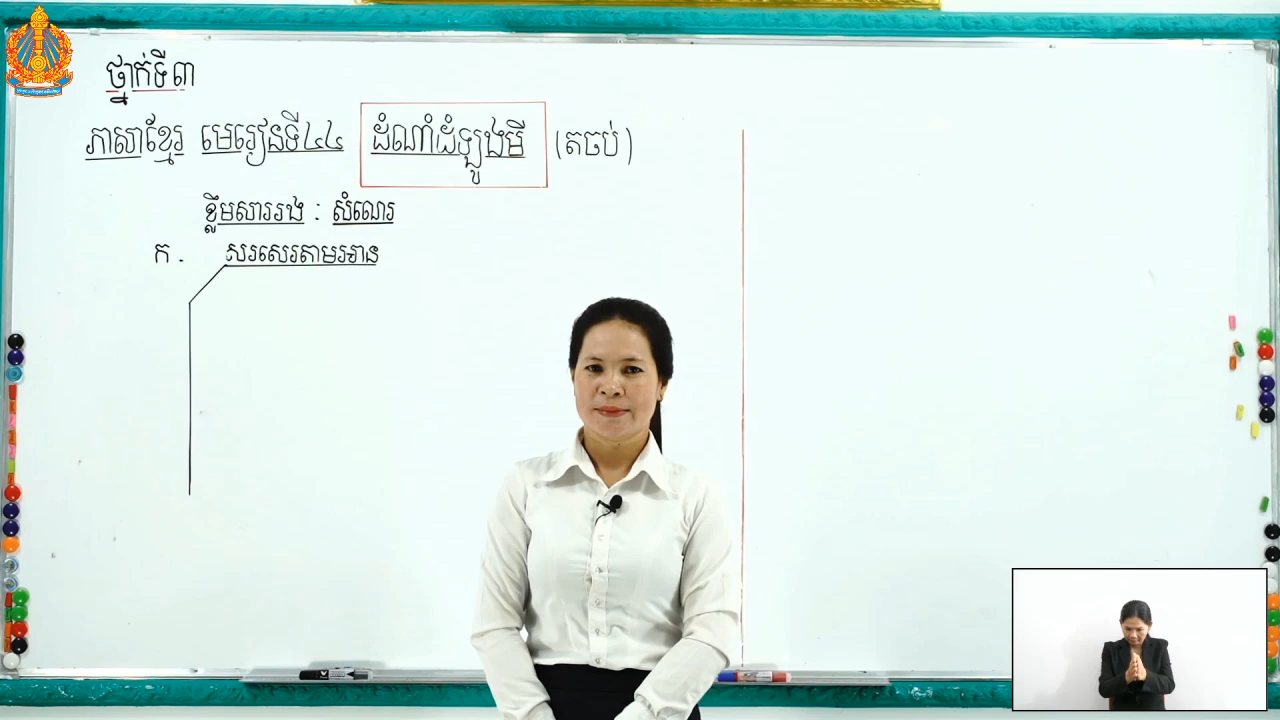 ថ្នាក់ទី៣
ភាសាខ្មែរ មេរៀនទី៤៤ ដំណាំដំឡូងមី (តចប់)
ខ្លឹមសាររង : សំណេរ
ក. សរសេរតាមអាន